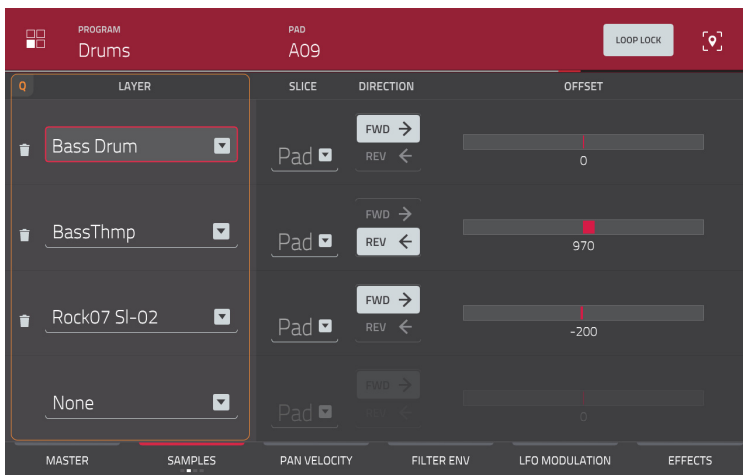 PROGRAM
Drums
PAD
A09
LOOP LOCK
Q LAYER SLICE DIRECTION OFFSET
Bass Drum Pad FWD
REV
0
BassThmp Pad FWD
REV
970
Rock07 Sl-02 Pad FWD
REV
-200
None Pad FWD
REV
0
MASTER SAMPLES PAN VELOCITY FILTER ENV LFO MODULATION EFFECTS